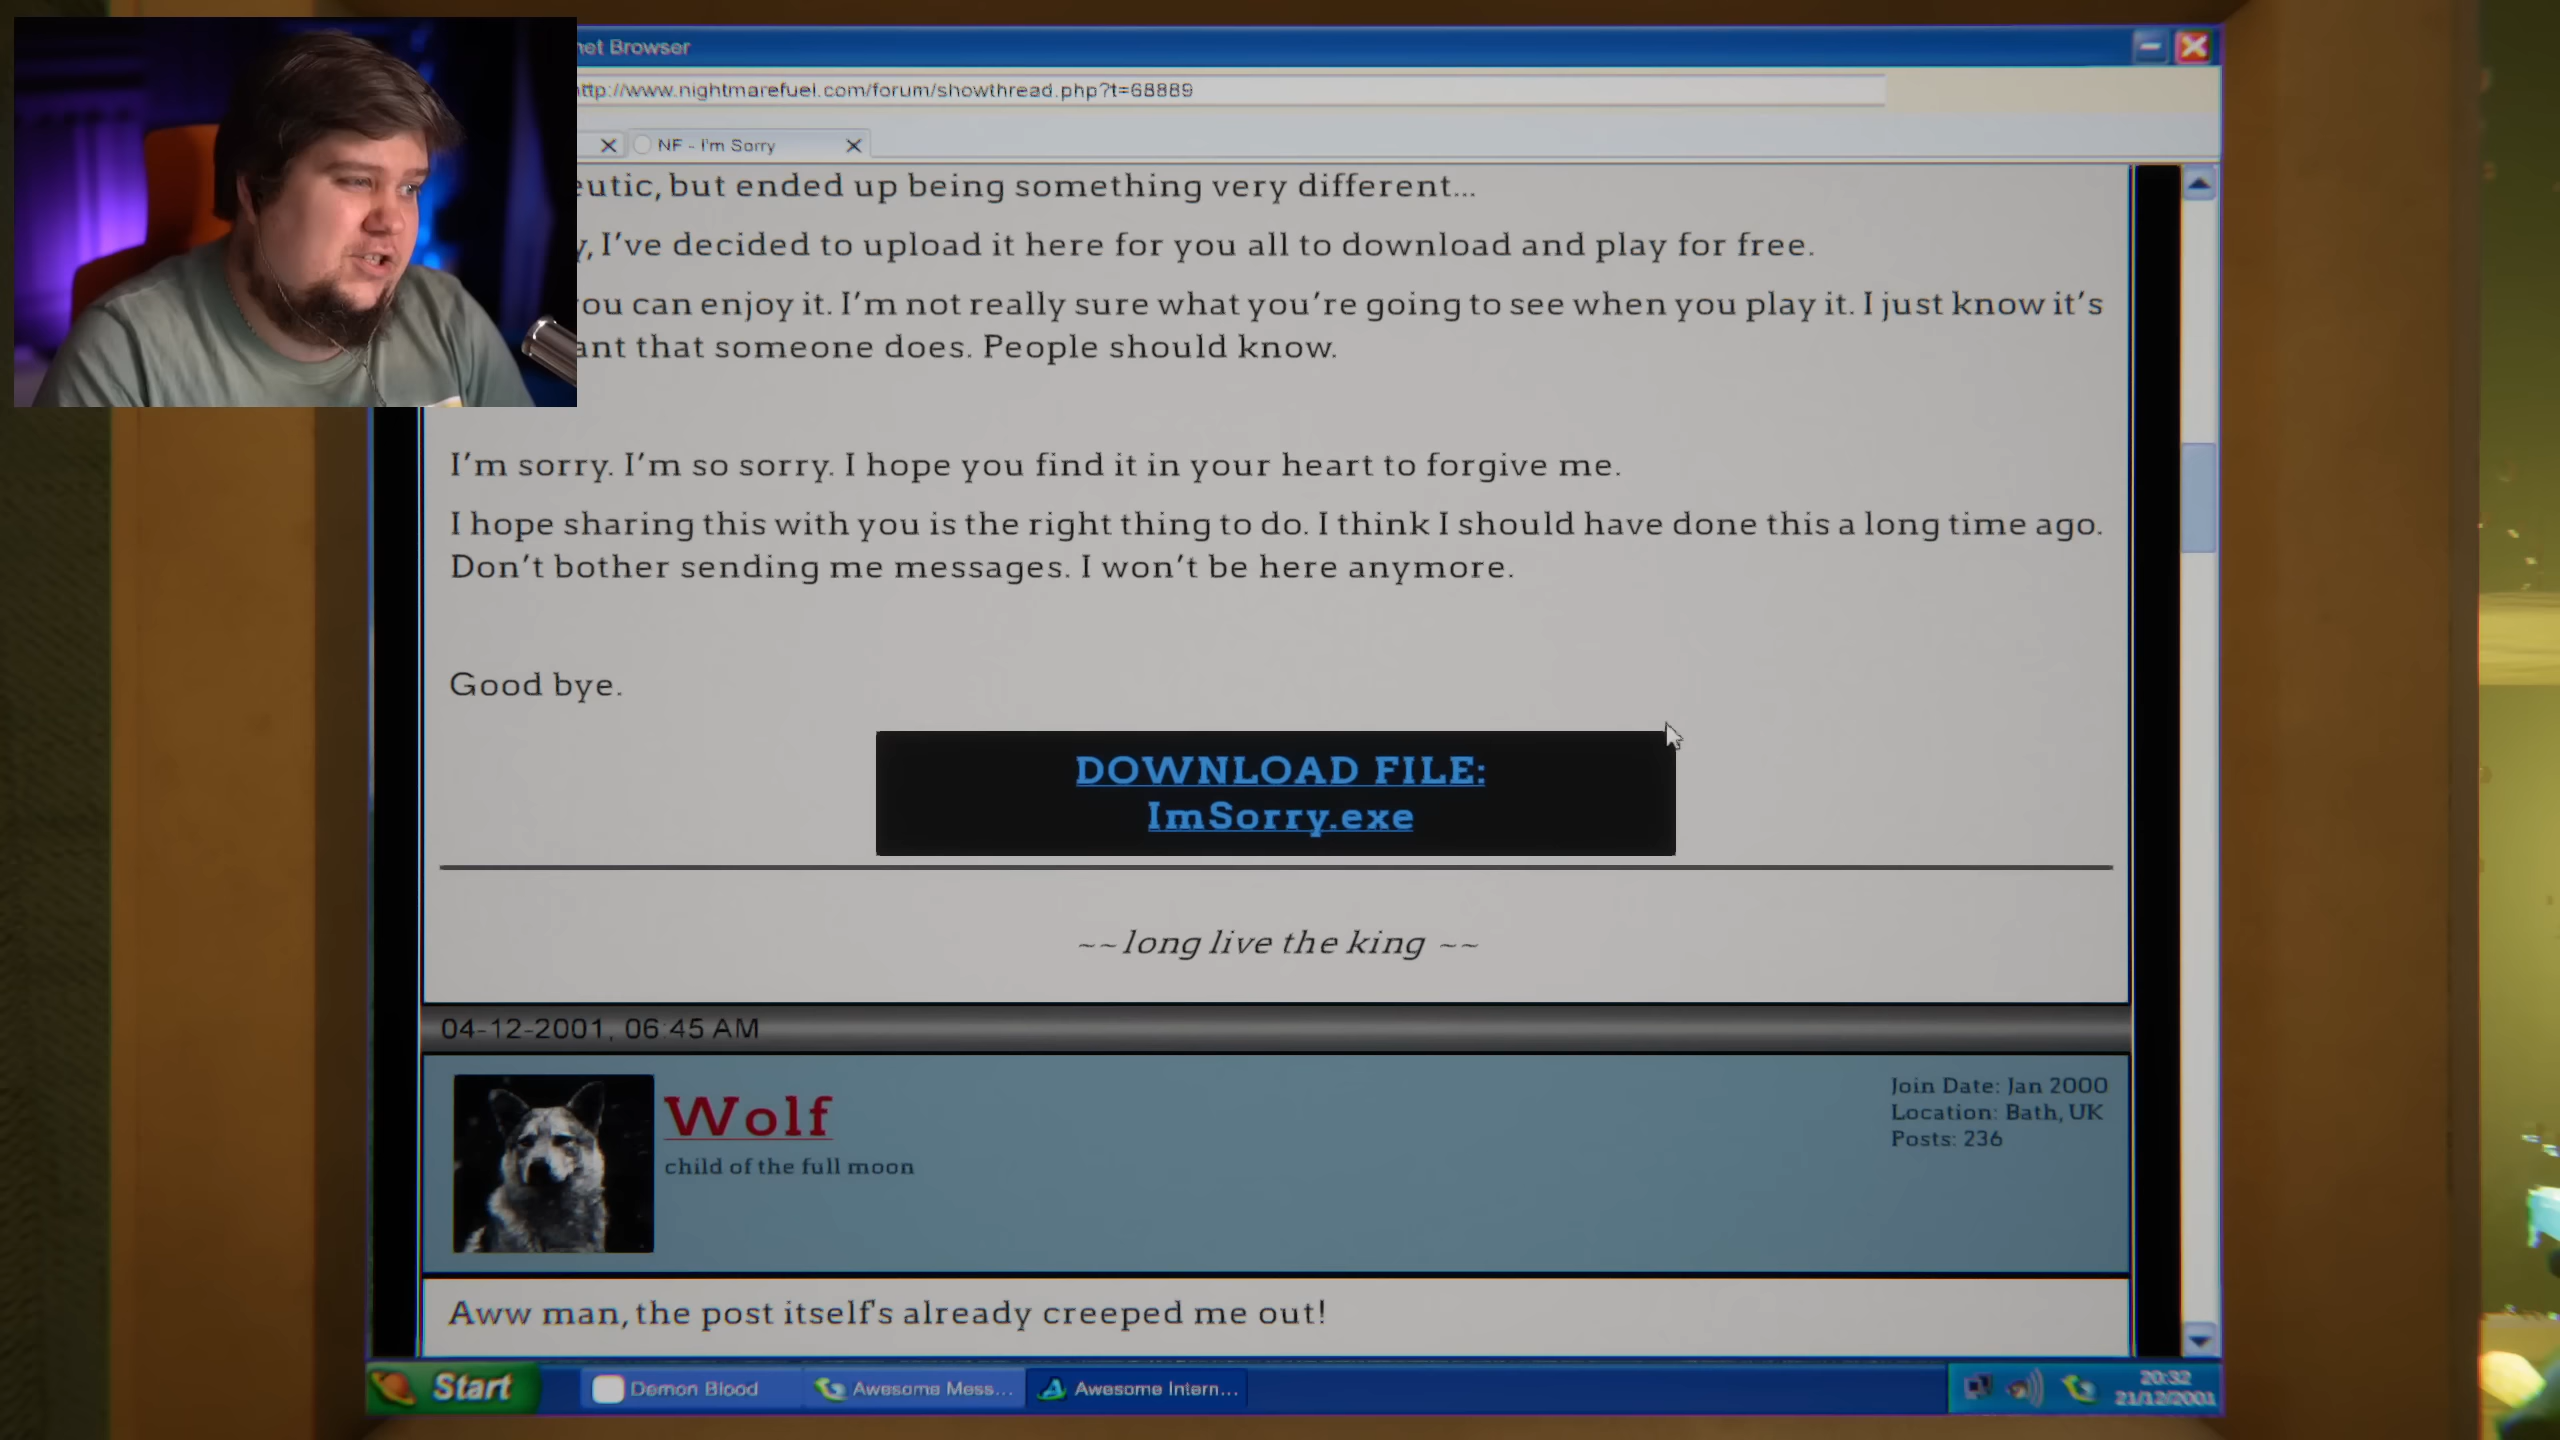 net Browser
ttp://www.nightmarefuel.com/forum/showthread.php?t=68889
NF - I'm Sorry
but ended up being something very different...
I've decided to upload it here for you all to download and play for free.
can enjoy it. I'm not really sure what you're going to see when you play it. I just know it's
that someone does. People should know.
I'm sorry. I'm so sorry. I hope you find it in your heart to forgive me.
I hope sharing this with you is the right thing to do. I think I should have done this a long time ago.
Don't bother sending me messages. I won't be here anymore.
Good bye.
DOWNLOAD FILE:
ImSorry.exe
~~long live the king ~~
04-12-2001, 06:45 AM
Wolf
child of the full moon
Join Date: Jan 2000
Location: Bath, UK
Posts: 236
Aww man, the post itself's already creeped me out!
Start
Demon Blood
Awesome Mess...
Awesome Intern...
20:32
21/12/2001